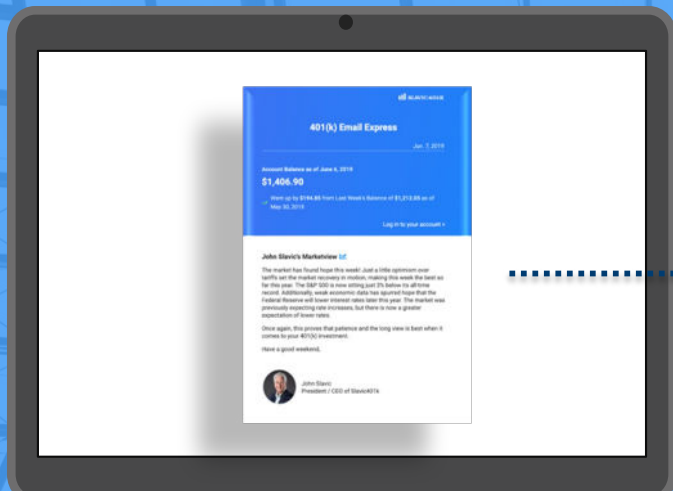 SLAVIC401K
401(k) Email Express
Jan. 7, 2019
Account Balance as of June 6, 2019
$1,406.90
Went up by $194.85 from Last Week's Balance of $1,212.05 as of
May 30, 2019
Log in to your account >
John Slavic's Marketview
The market has found hope this week! Just a little optimism over
tariffs set the market recovery in motion, making this week the best so
far this year. The S&P 500 is now sitting just 3% below its all-time
record. Additionally, weak economic data has spurred hope that the
Federal Reserve will lower interest rates later this year. The market was
previously expecting rate increases, but there is now a greater
expectation of lower rates.
Once again, this proves that patience and the long view is best when it
comes to your 401(k) investment.
Have a good weekend,
John Slavic
President / CEO of Slavic401k